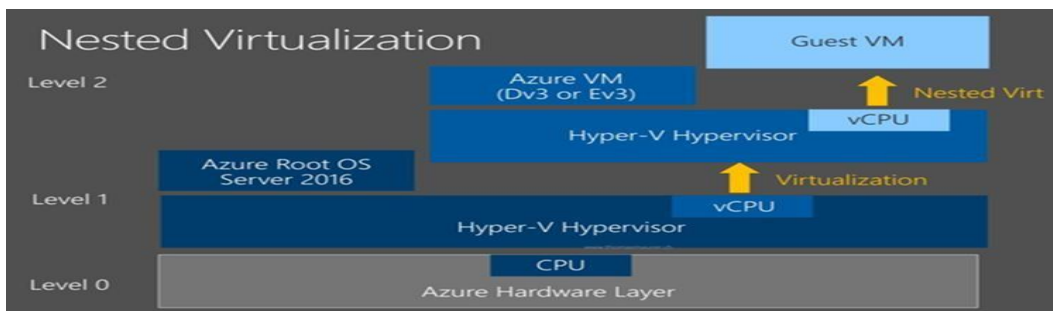 Nested Virtualization
Guest VM
Level 2
Azure VM
(Dv3 or Ev3)
Nested Virt
vCPU
Hyper-V Hypervisor
Azure Root OS
Server 2016
Virtualization
Level 1
vCPU
Hyper-V Hypervisor
CPU
Level 0
Azure Hardware Layer